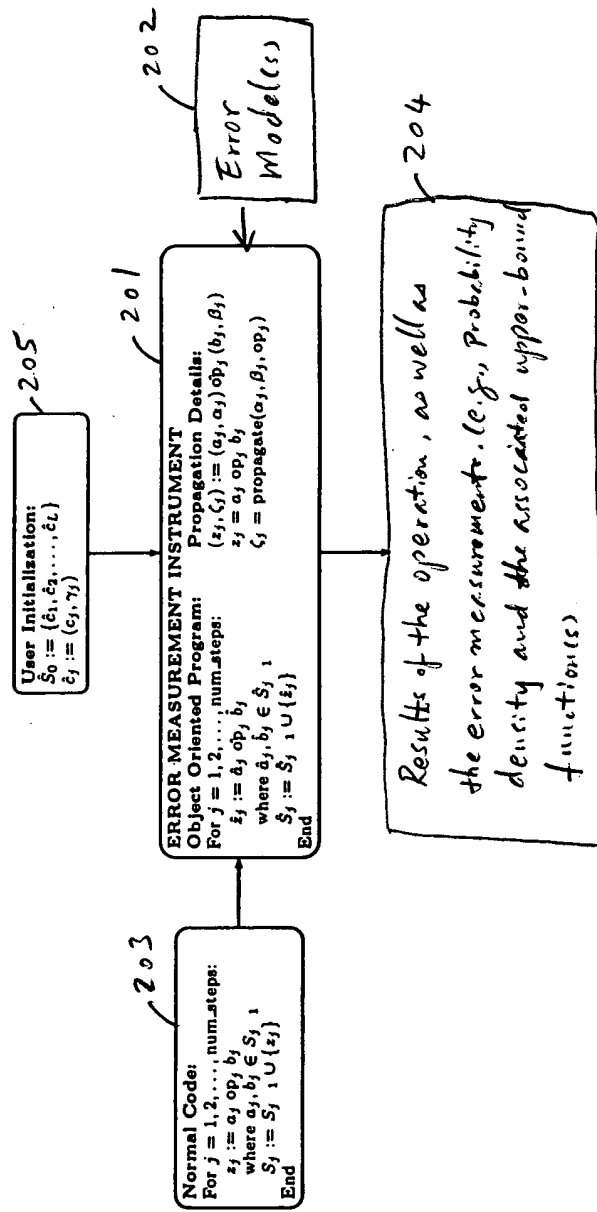 205
User Initialization:
Ŝ₀ := {ĉ₁, ĉ₂, ..., ĉ_L}
ĉⱼ := (cⱼ, γⱼ)
203
Normal Code:
For j = 1, 2, ..., num_steps:
zⱼ := aⱼ opⱼ bⱼ
where aⱼ, bⱼ ∈ Sⱼ 1
Sⱼ := Sⱼ 1 ∪ {zⱼ}
End
201
ERROR MEASUREMENT INSTRUMENT
Object Oriented Program:
For j = 1, 2, ..., num_steps:
ẑⱼ := âⱼ ôpⱼ b̂ⱼ
where âⱼ, b̂ⱼ ∈ Ŝⱼ 1
Ŝⱼ := Ŝⱼ 1 ∪ {ẑⱼ}
End
Propagation Details:
(zⱼ, ζⱼ) := (aⱼ, αⱼ) ôpⱼ (bⱼ, βⱼ)
zⱼ = aⱼ opⱼ bⱼ
ζⱼ = propagate(αⱼ, βⱼ, opⱼ)
202
Error
Model(s)
204
Results of the operation, as well as
the error measurements. (e.g., Probability
density and the associated upper-bound
function(s)